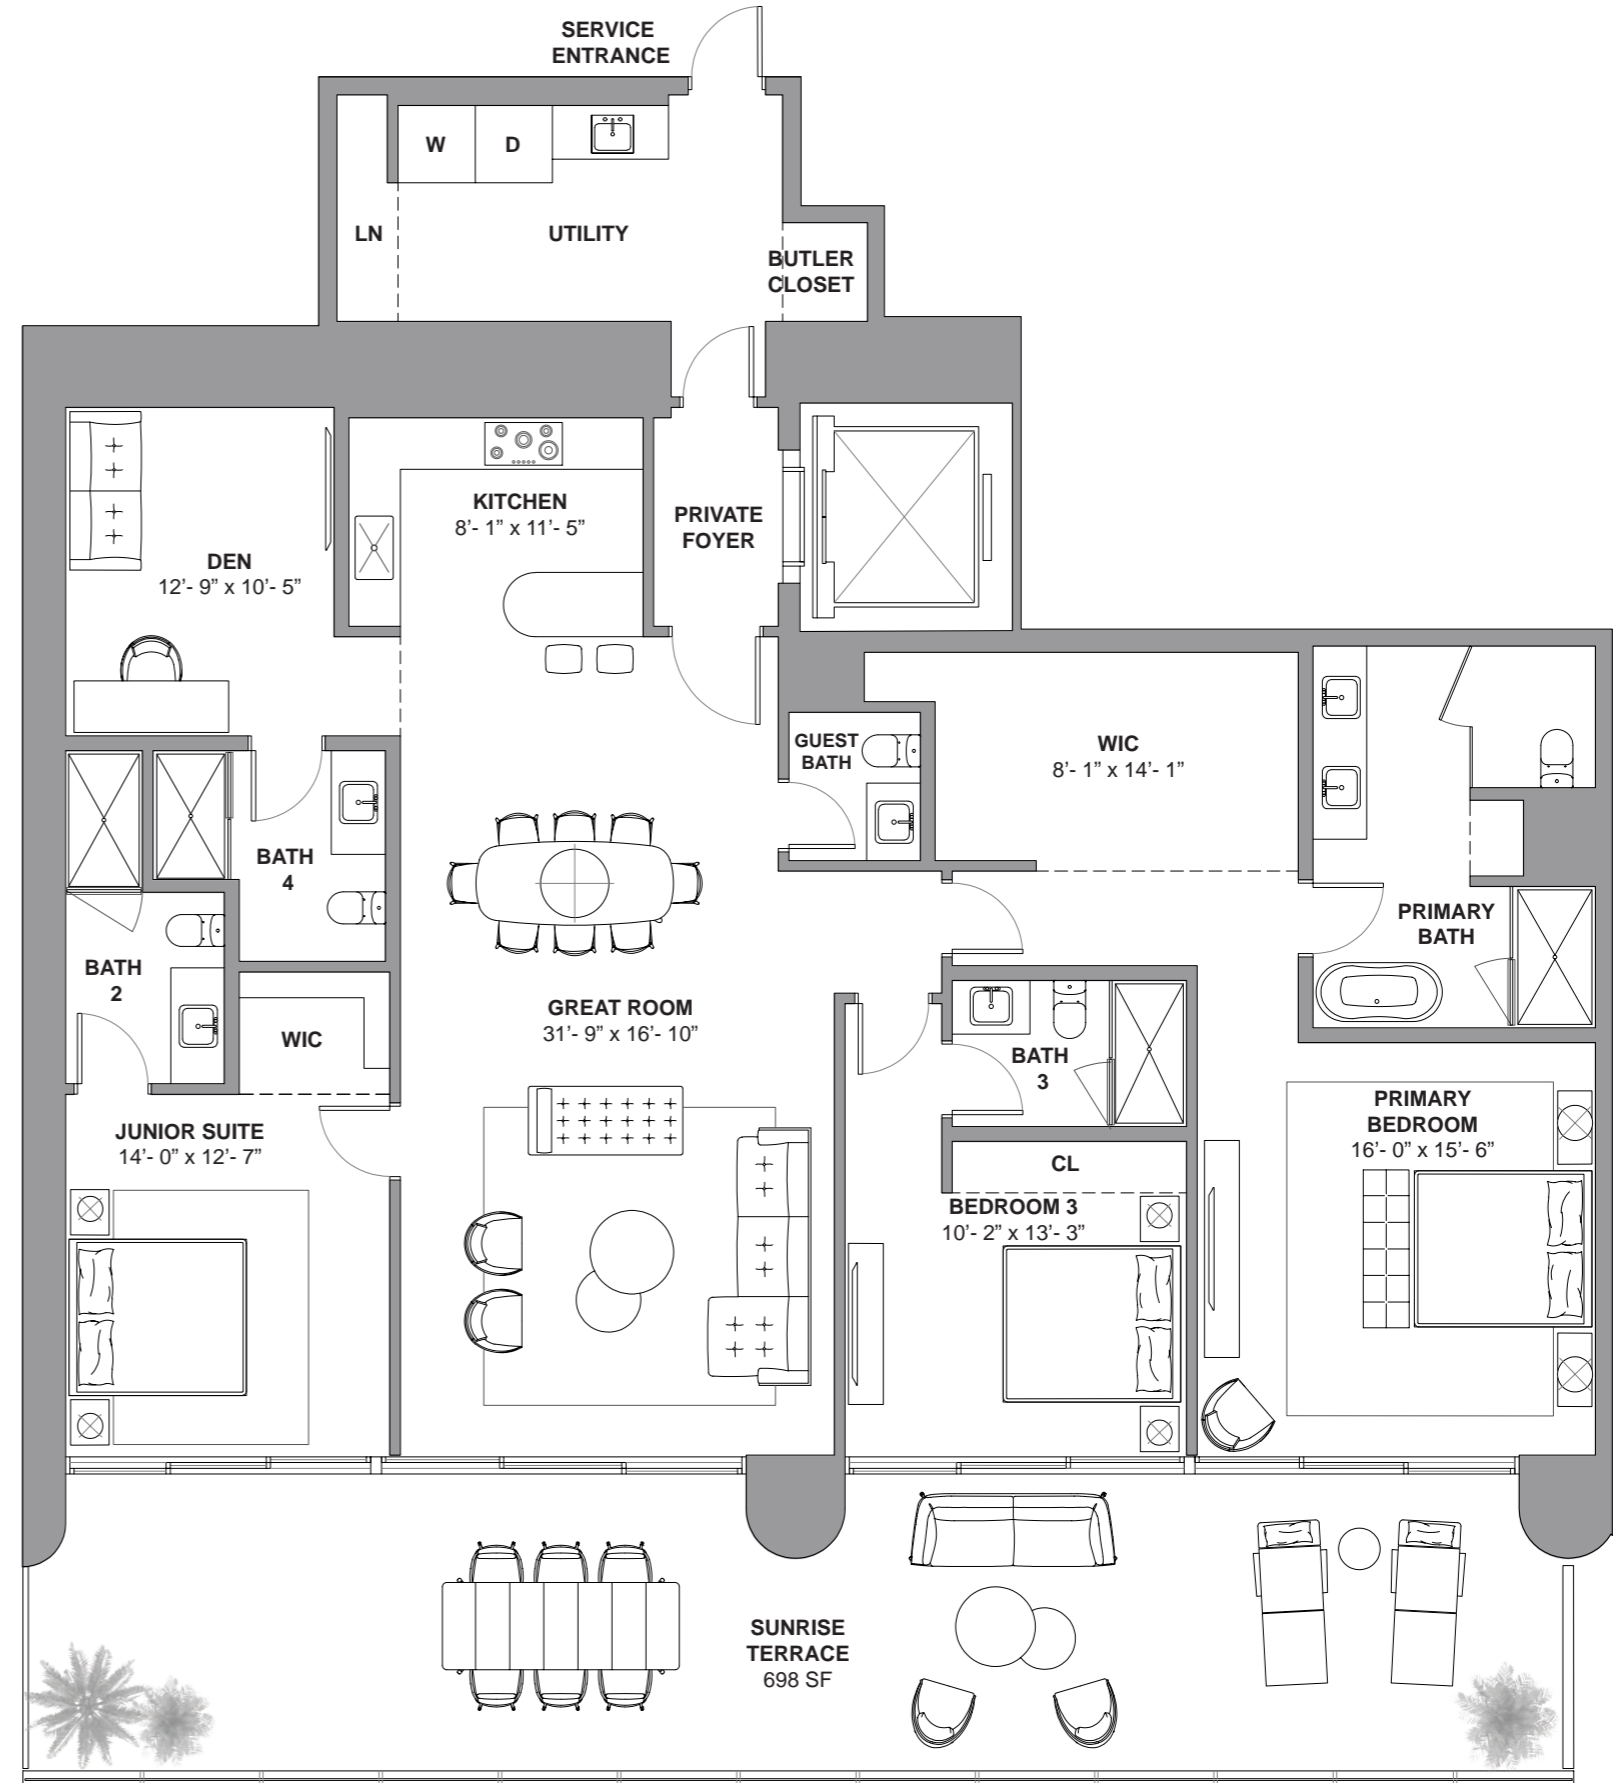 SERVICE
ENTRANCE
W
D
LN
UTILITY
BUTLER
CLOSET
KITCHEN
8’- 1” x 11’- 5”
PRIVATE
FOYER
DEN
12’- 9” x 10’- 5”
GUEST
BATH
WIC
8’- 1” x 14’- 1”
BATH
4
PRIMARY
BATH
BATH
2
GREAT ROOM
31’- 9” x 16’- 10”
WIC
BATH
3
JUNIOR SUITE
14’- 0” x 12’- 7”
PRIMARY
BEDROOM
16’- 0” x 15’- 6”
CL
BEDROOM 3
10’- 2” x 13’- 3”
SUNRISE
TERRACE
698 SF